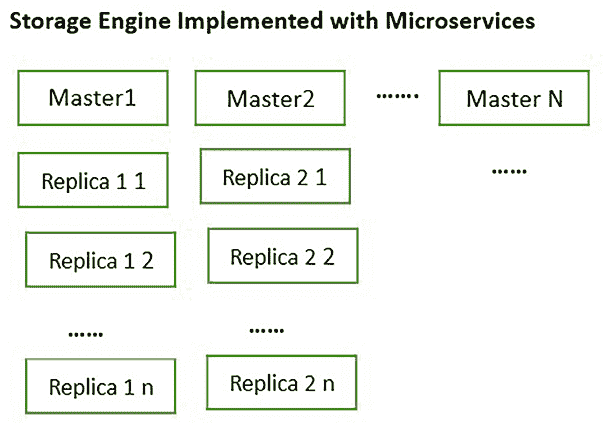 Storage Engine Implemented with Microservices
Master1 Master2 ....... Master N
Replica 1 1 Replica 2 1 ......
Replica 1 2 Replica 2 2
...... ......
Replica 1 n Replica 2 n